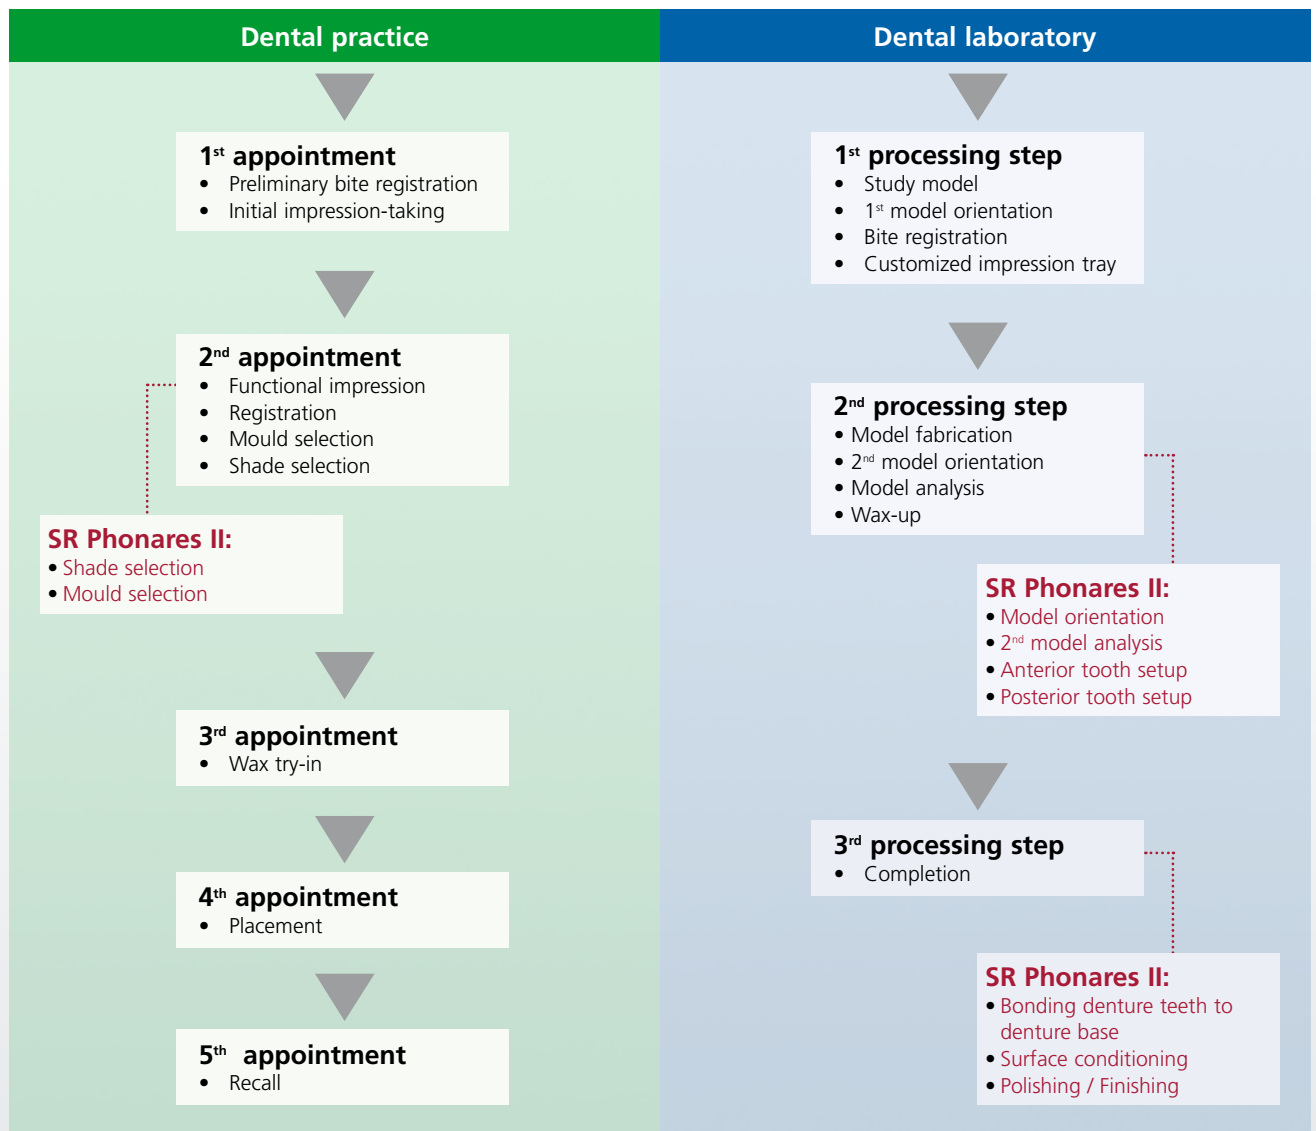 Dental practice
1st appointment
• Preliminary bite registration
• Initial impression-taking
2nd appointment
• Functional impression
• Registration
• Mould selection
• Shade selection
SR Phonares II:
• Shade selection
• Mould selection
3rd appointment
• Wax try-in
4th appointment
• Placement
5th appointment
• Recall
Dental laboratory
1st processing step
• Study model
• 1st model orientation
• Bite registration
• Customized impression tray
2nd processing step
• Model fabrication
• 2nd model orientation
• Model analysis
• Wax-up
SR Phonares II:
• Model orientation
• 2nd model analysis
• Anterior tooth setup
• Posterior tooth setup
3rd processing step
• Completion
SR Phonares II:
• Bonding denture teeth to
denture base
• Surface conditioning
• Polishing / Finishing